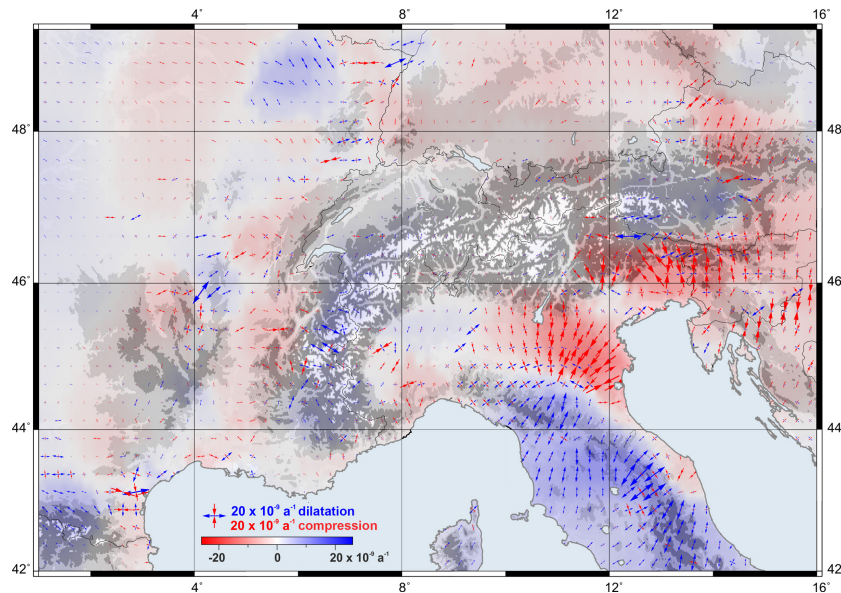 4° 8° 12° 16°
48° 48°
46° 46°
44° 44°
20 x 10⁻⁹ a⁻¹ dilatation
20 x 10⁻⁹ a⁻¹ compression
-20 0 20 x 10⁻⁹ a⁻¹
42° 42°
4° 8° 12° 16°